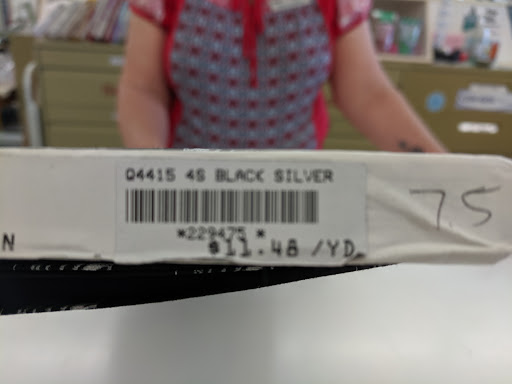 Q4415 4S BLACK SILVER
*229475 *
$11.48 /YD
7.5
N